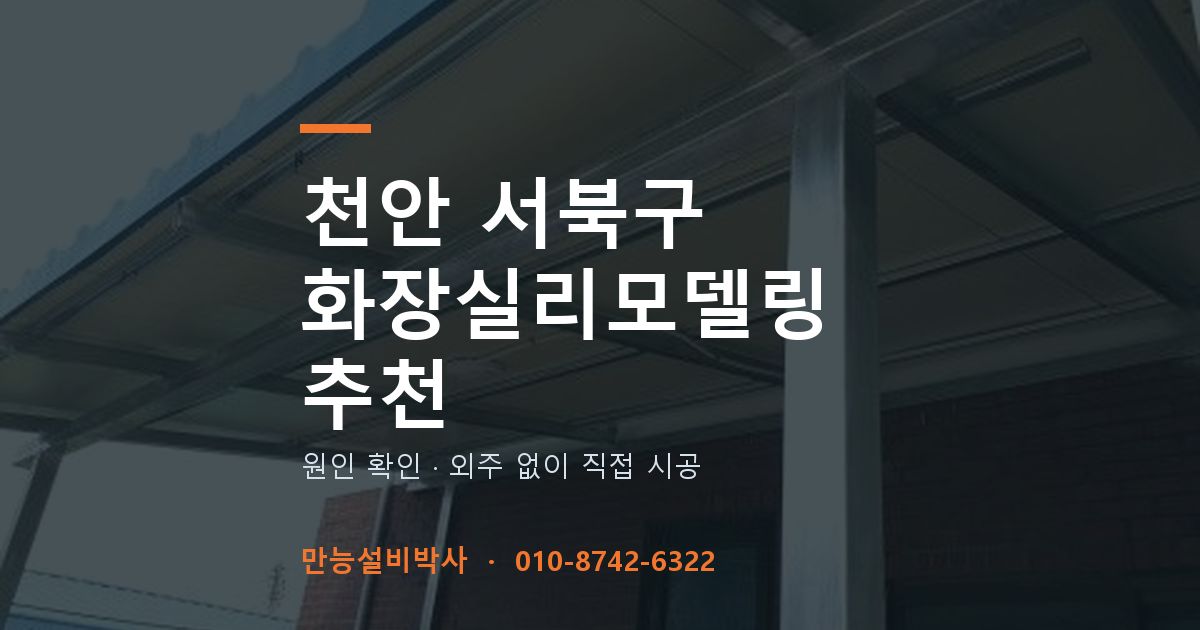 천안 서북구
화장실리모델링
추천
원인 확인 · 외주 없이 직접 시공
만능설비박사 · 010-8742-6322